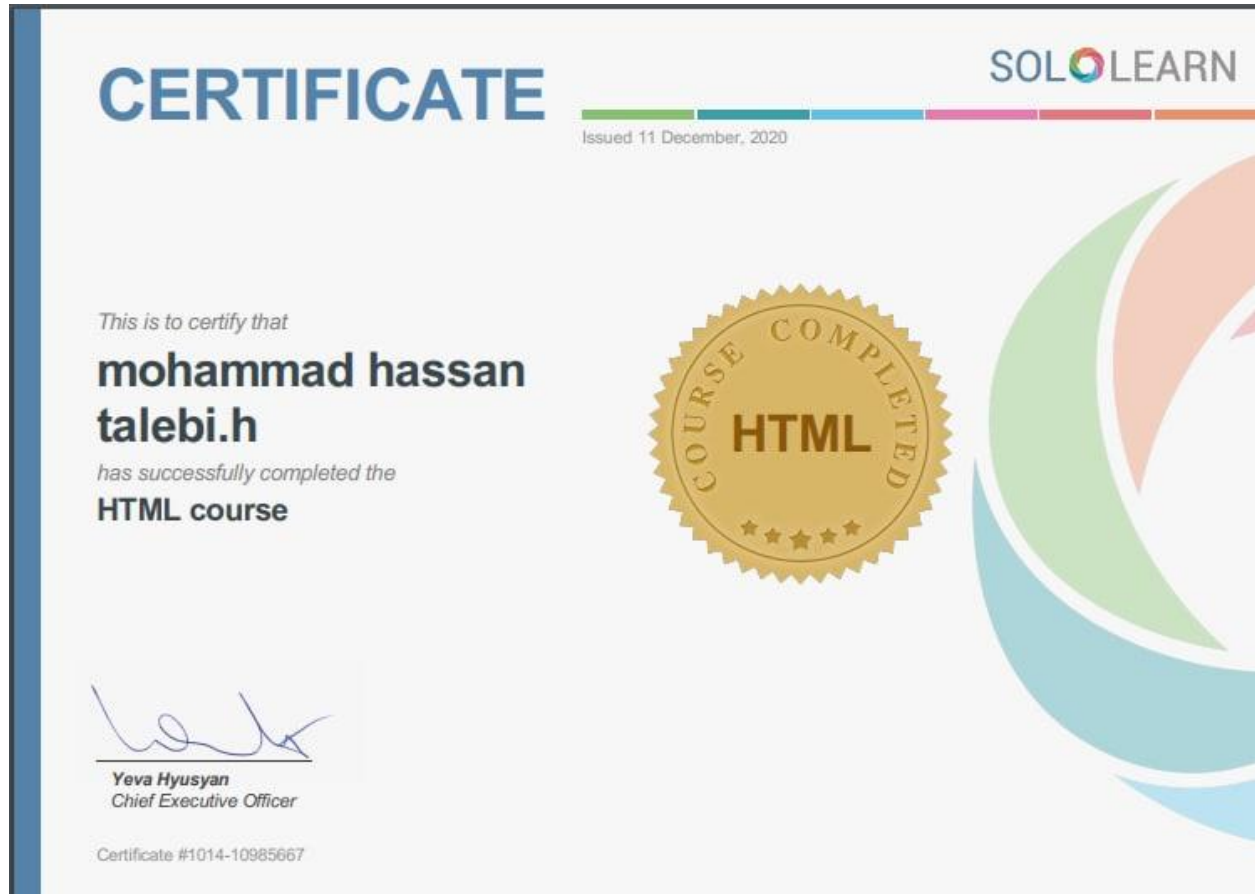 CERTIFICATE
SOLOLEARN
Issued 11 December, 2020
This is to certify that
mohammad hassan
talebi.h
has successfully completed the
HTML course
COURSE COMPLETED
HTML
Yeva Hyusyan
Chief Executive Officer
Certificate #1014-10985667